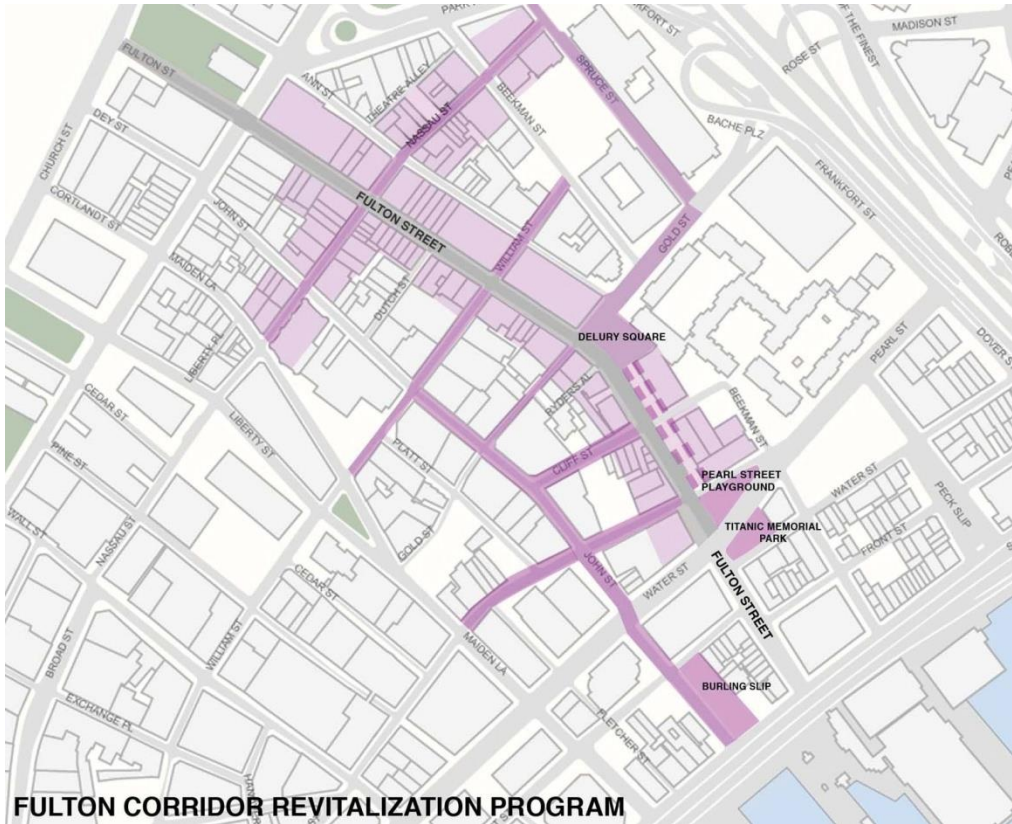 PARK
FULTON ST
ANN ST
THEATRE ALLEY
NASSAU ST
BEEKMAN ST
SPRUCE ST
ROSE ST
OF THE FINEST
MADISON ST
DEY ST
CHURCH ST
CORTLANDT ST
JOHN ST
MAIDEN LA
FULTON STREET
WILLIAM ST
BACHE PLZ
FRANKFORT ST
GOLD ST
DUTCH ST
LIBERTY PL
DELURY SQUARE
PEARL ST
DOVER ST
RYDERS AL
CEDAR ST
LIBERTY SY
PINE ST
PLATT ST
CLIFF ST
BEEKMAN ST
PEARL STREET
PLAYGROUND
WATER ST
PECK SLIP
WALL ST
NASSAU ST
GOLD ST
TITANIC MEMORIAL
PARK
FRONT ST
JOHN ST
WATER ST
FULTON STREET
CEDAR ST
MAIDEN LA
BROAD ST
WILLIAM ST
BURLING SLIP
EXCHANGE PL
FLETCHER ST
FULTON CORRIDOR REVITALIZATION PROGRAM